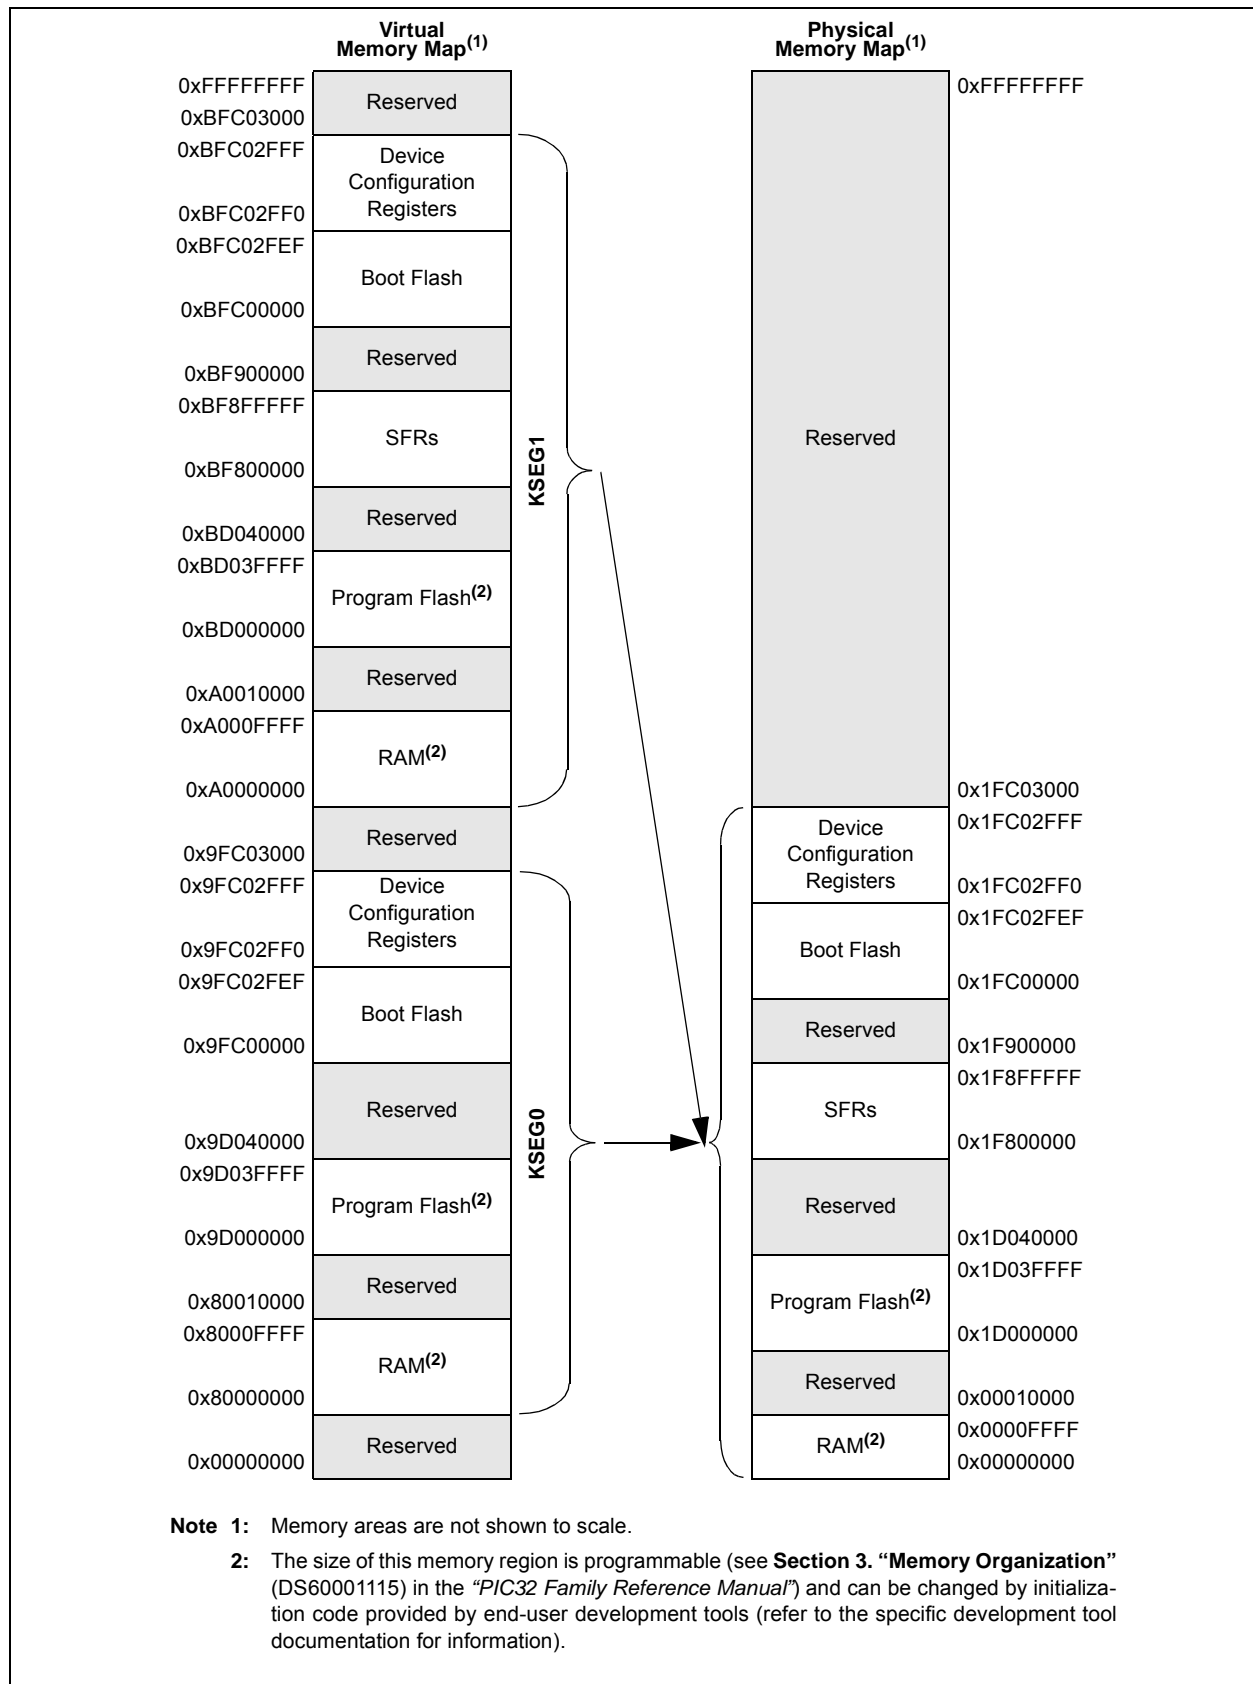 Virtual
Memory Map(1)
0xFFFFFFFF
Reserved
0xBFC03000
0xBFC02FFF
Device
Configuration
Registers
0xBFC02FF0
0xBFC02FEF
Boot Flash
0xBFC00000
Reserved
0xBF900000
0xBF8FFFFF
SFRs
0xBF800000
Reserved
0xBD040000
0xBD03FFFF
Program Flash(2)
0xBD000000
Reserved
0xA0010000
0xA000FFFF
RAM(2)
0xA0000000
KSEG1
Reserved
0x9FC03000
0x9FC02FFF
Device
Configuration
Registers
0x9FC02FF0
0x9FC02FEF
Boot Flash
0x9FC00000
Reserved
0x9D040000
0x9D03FFFF
Program Flash(2)
0x9D000000
Reserved
0x80010000
0x8000FFFF
RAM(2)
0x80000000
KSEG0
Reserved
0x00000000
Physical
Memory Map(1)
0xFFFFFFFF
Reserved
0x1FC03000
0x1FC02FFF
Device
Configuration
Registers
0x1FC02FF0
0x1FC02FEF
Boot Flash
0x1FC00000
Reserved
0x1F900000
0x1F8FFFFF
SFRs
0x1F800000
Reserved
0x1D040000
0x1D03FFFF
Program Flash(2)
0x1D000000
Reserved
0x00010000
0x0000FFFF
RAM(2)
0x00000000
Note 1: Memory areas are not shown to scale.
2: The size of this memory region is programmable (see Section 3. “Memory Organization”
(DS60001115) in the “PIC32 Family Reference Manual”) and can be changed by initializa-
tion code provided by end-user development tools (refer to the specific development tool
documentation for information).